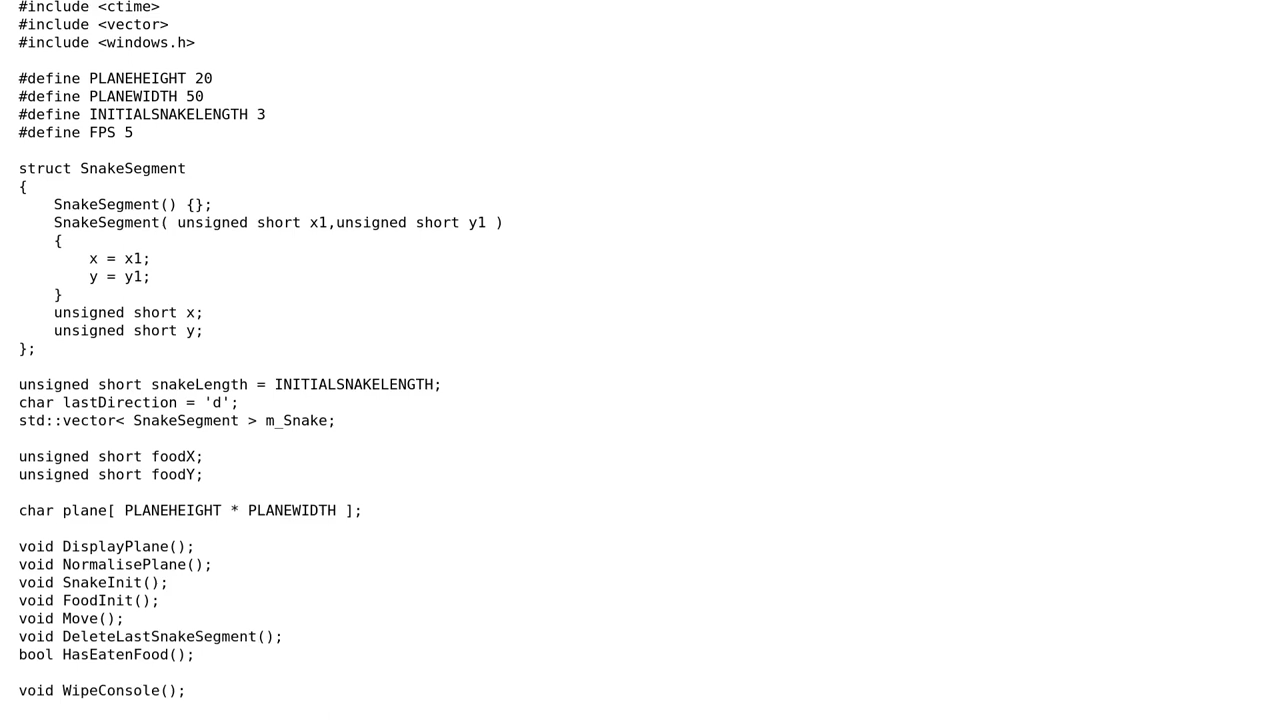 #include <ctime>
#include <vector>
#include <windows.h>

#define PLANEHEIGHT 20
#define PLANEWIDTH 50
#define INITIALSNAKELENGTH 3
#define FPS 5

struct SnakeSegment
{
    SnakeSegment() {};
    SnakeSegment( unsigned short x1,unsigned short y1 )
    {
        x = x1;
        y = y1;
    }
    unsigned short x;
    unsigned short y;
};

unsigned short snakeLength = INITIALSNAKELENGTH;
char lastDirection = 'd';
std::vector< SnakeSegment > m_Snake;

unsigned short foodX;
unsigned short foodY;

char plane[ PLANEHEIGHT * PLANEWIDTH ];

void DisplayPlane();
void NormalisePlane();
void SnakeInit();
void FoodInit();
void Move();
void DeleteLastSnakeSegment();
bool HasEatenFood();

void WipeConsole();